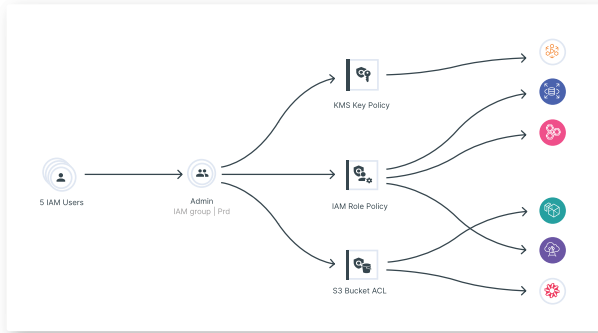 KMS Key Policy
5 IAM Users
Admin
IAM group | Prd
IAM Role Policy
S3 Bucket ACL